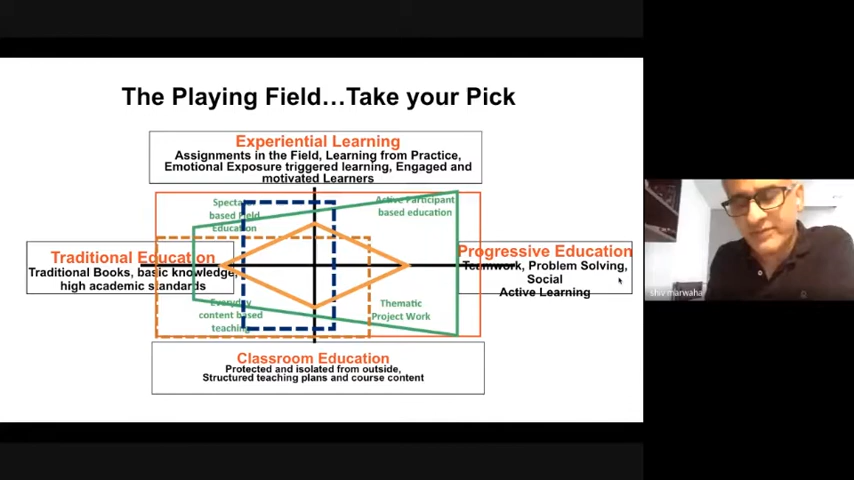 The Playing Field...Take your Pick
Experiential Learning
Assignments in the Field, Learning from Practice,
Emotional Exposure triggered learning, Engaged and
motivated Learners
based Field
Education
Active Participant
based education
Traditional Education
Traditional Books, basic knowledge,
high academic standards
Progressive Education
Teamwork, Problem Solving,
Social
Active Learning
Everyday
content based
teaching
Thematic
Project Work
Classroom Education
Protected and isolated from outside,
Structured teaching plans and course content
shiv marwaha